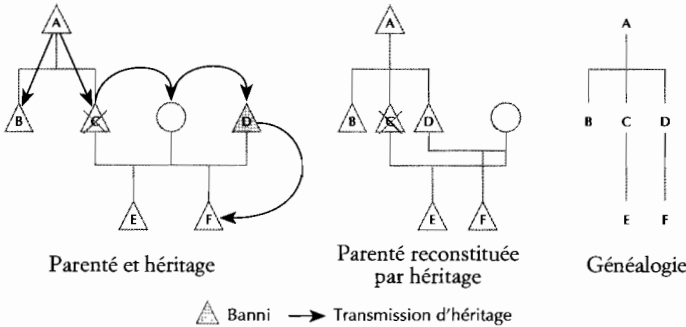 A
A
A
B
C
D
B
C
D
B
C
D
E
F
E
F
E
F
Parenté et héritage
Parenté reconstituée
par héritage
Généalogie
Banni
Transmission d'héritage